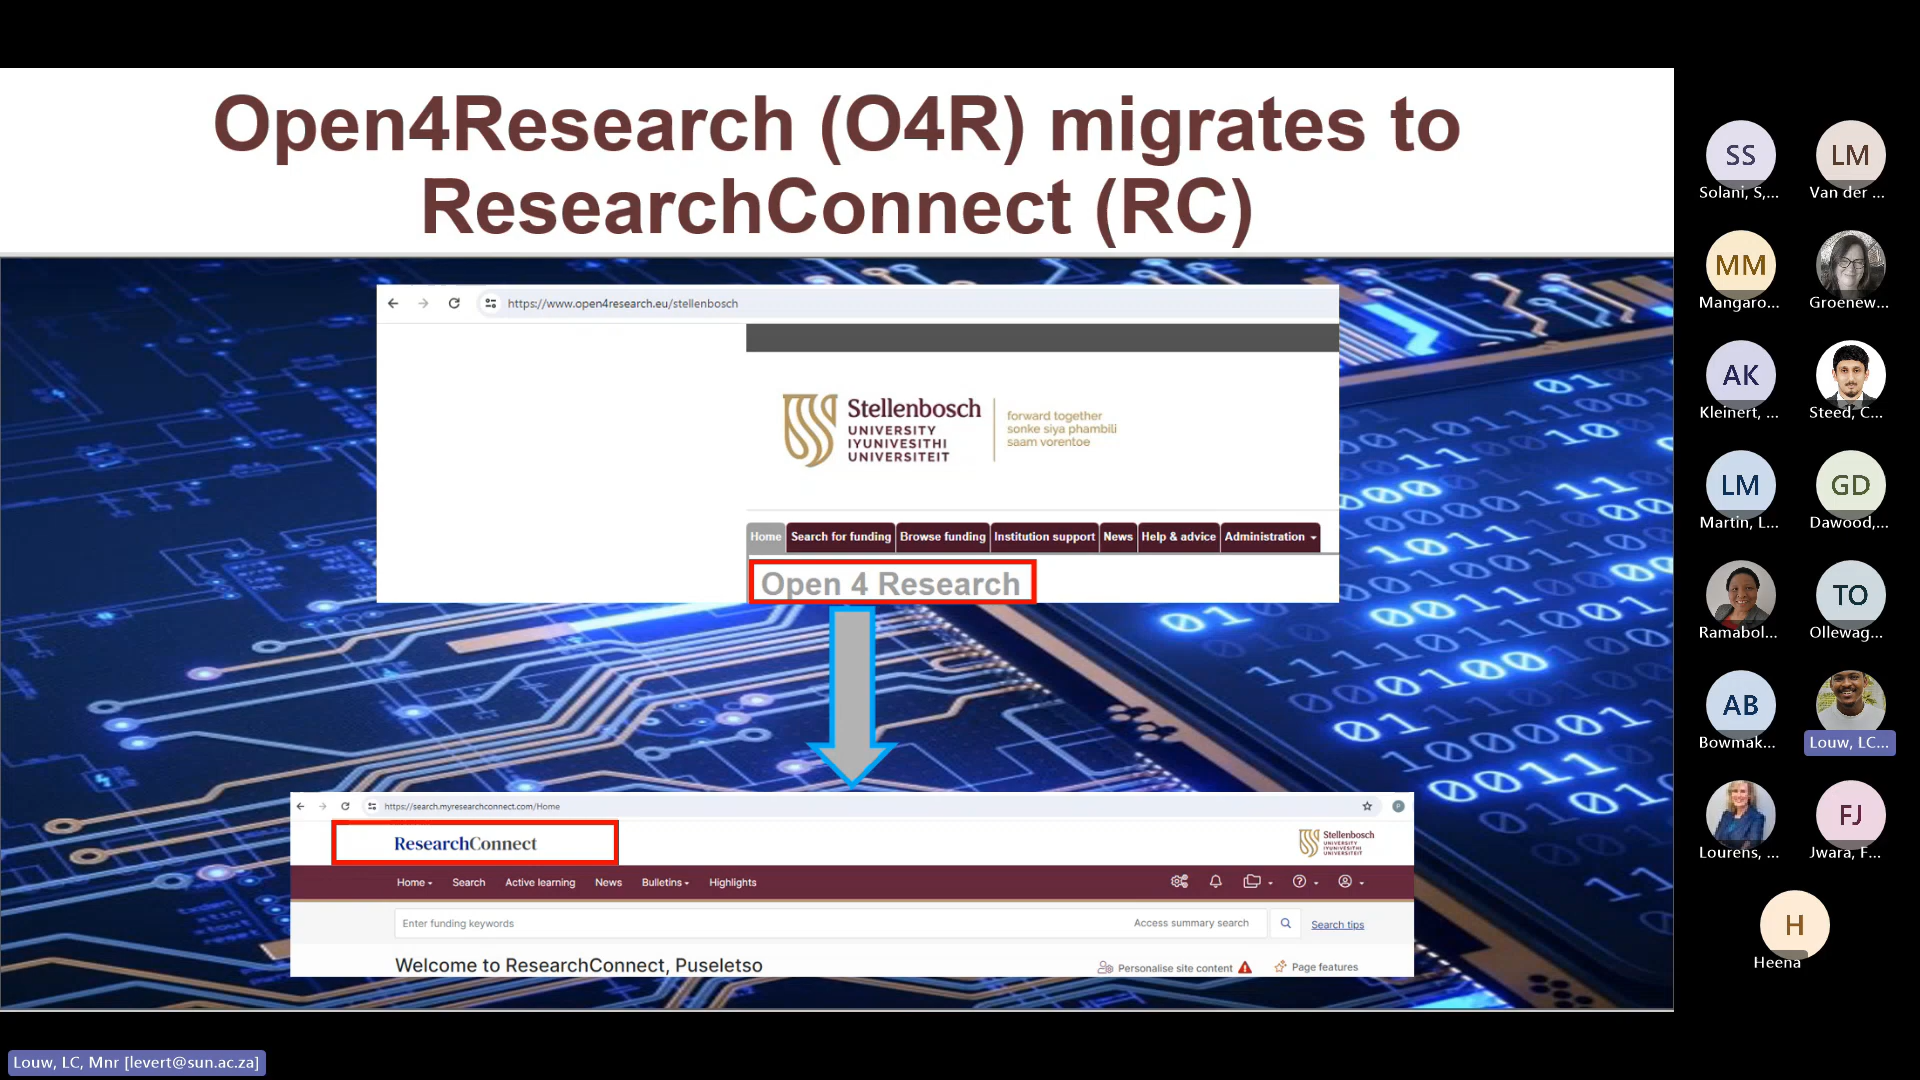 Open4Research (O4R) migrates to
ResearchConnect (RC)
https://www.open4research.eu/stellenbosch
Stellenbosch
UNIVERSITY
IYUNIVESITHI
UNIVERSITEIT
forward together
sonke siya phambili
saam vorentoe
Home Search for funding Browse funding Institution support News Help & advice Administration
Open 4 Research
https://search.myresearchconnect.com/Home
ResearchConnect
Stellenbosch
UNIVERSITY
IYUNIVESITHI
UNIVERSITEIT
Home Search Active learning News Bulletins Highlights
Enter funding keywords Access summary search Search tips
Welcome to ResearchConnect, Puseletso
Personalise site content Page features
SS LM
Solani, S,... Van der ...
MM
Mangaro... Groenew...
AK
Kleinert, ... Steed, C...
LM GD
Martin, L... Dawood,...
TO
Ramabol... Ollewag...
AB
Bowmak... Louw, LC...
FJ
Lourens, ... Jwara, F...
H
Heena
Louw, LC, Mnr [levert@sun.ac.za]